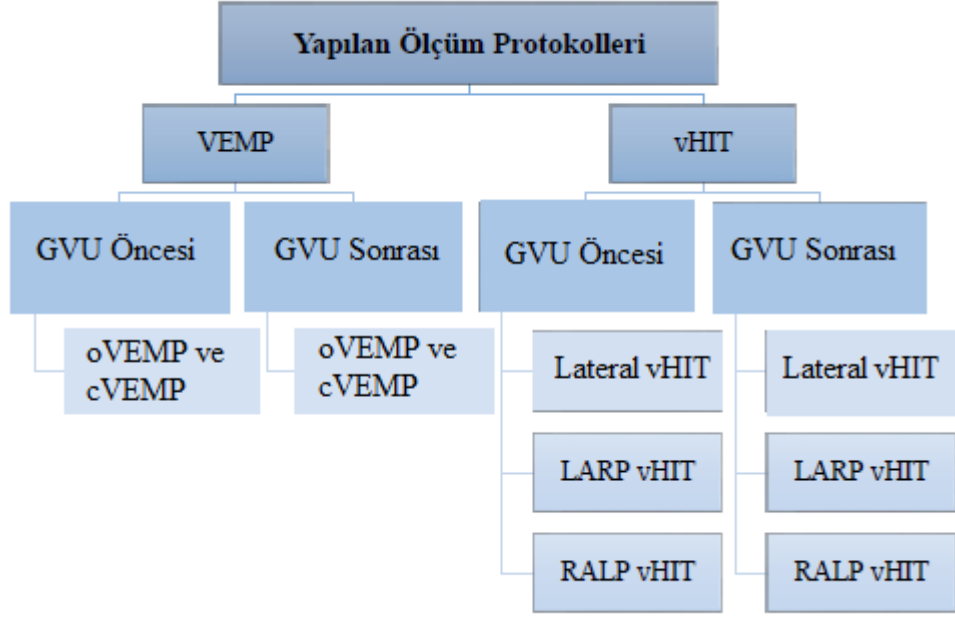 Yapılan Ölçüm Protokolleri
VEMP
vHIT
GVU Öncesi
GVU Sonrası
GVU Öncesi
GVU Sonrası
oVEMP ve
cVEMP
oVEMP ve
cVEMP
Lateral vHIT
Lateral vHIT
LARP vHIT
LARP vHIT
RALP vHIT
RALP vHIT